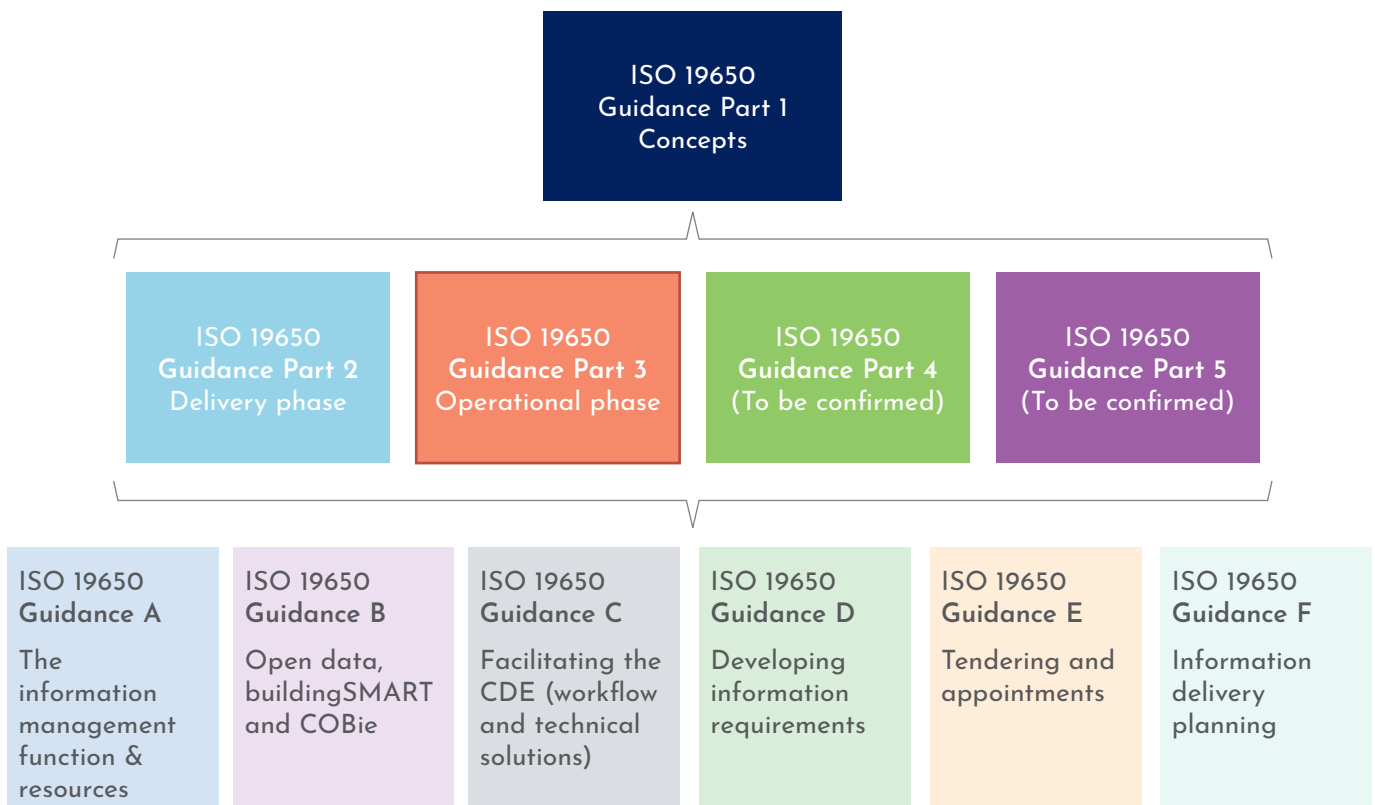 ISO 19650
Guidance Part 1
Concepts
ISO 19650
Guidance Part 2
Delivery phase
ISO 19650
Guidance Part 3
Operational phase
ISO 19650
Guidance Part 4
(To be confirmed)
ISO 19650
Guidance Part 5
(To be confirmed)
ISO 19650
Guidance A
The
information
management
function &
resources
ISO 19650
Guidance B
Open data,
buildingSMART
and COBie
ISO 19650
Guidance C
Facilitating the
CDE (workflow
and technical
solutions)
ISO 19650
Guidance D
Developing
information
requirements
ISO 19650
Guidance E
Tendering and
appointments
ISO 19650
Guidance F
Information
delivery
planning